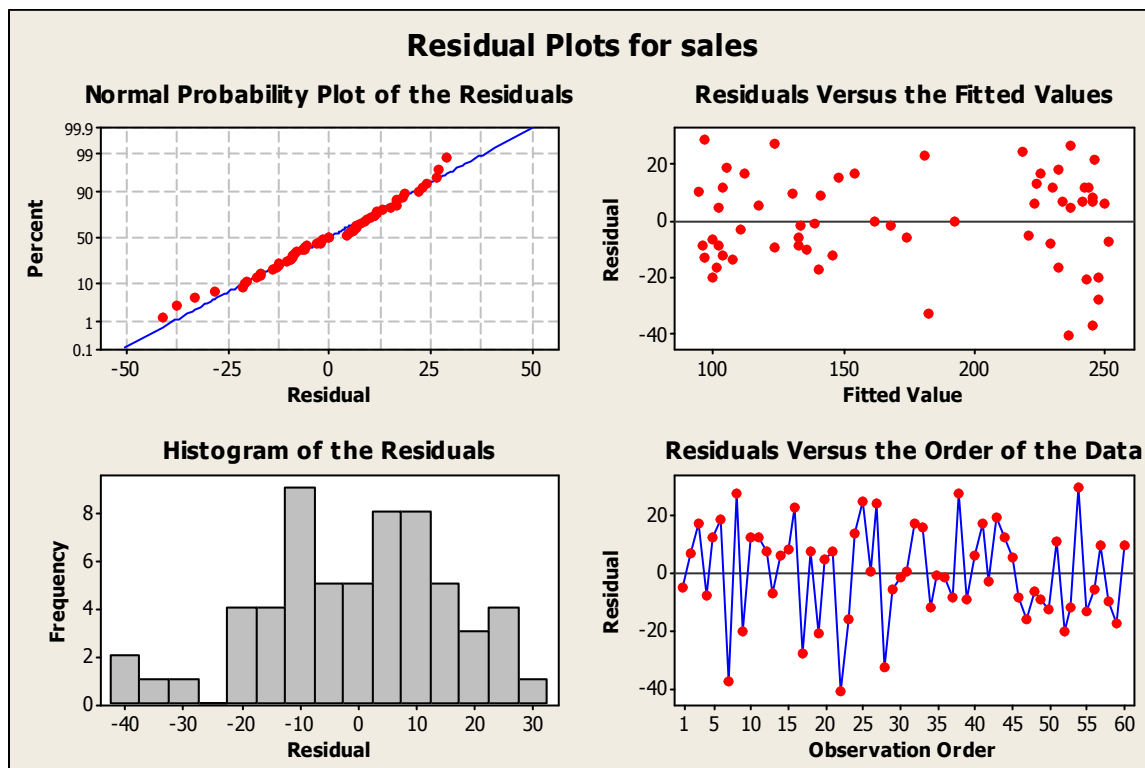 Residual Plots for sales
Normal Probability Plot of the Residuals
99.9
99
90
50
10
1
0.1
Percent
-50 -25 0 25 50
Residual
Residuals Versus the Fitted Values
20
0
-20
-40
Residual
100 150 200 250
Fitted Value
Histogram of the Residuals
8
6
4
2
0
Frequency
-40 -30 -20 -10 0 10 20 30
Residual
Residuals Versus the Order of the Data
20
0
-20
-40
Residual
1 5 10 15 20 25 30 35 40 45 50 55 60
Observation Order